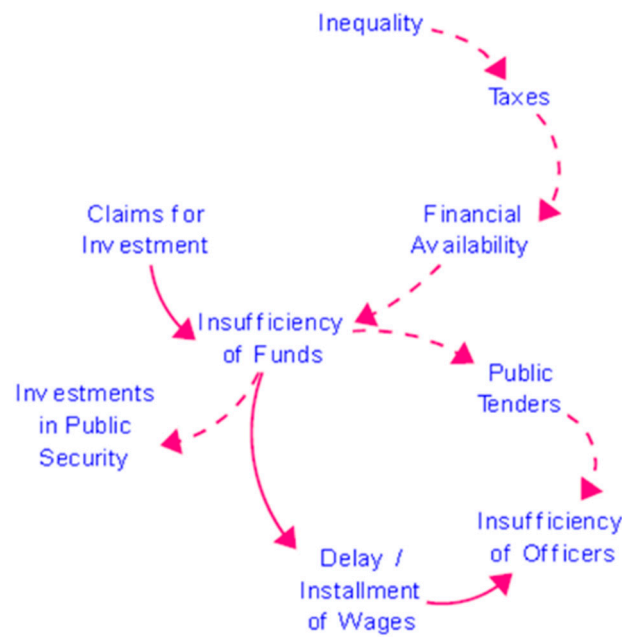 Inequality
Taxes
Claims for
Investment
Financial
Availability
Insufficiency
of Funds
Public
Tenders
Investments
in Public
Security
Insufficiency
of Officers
Delay /
Installment
of Wages